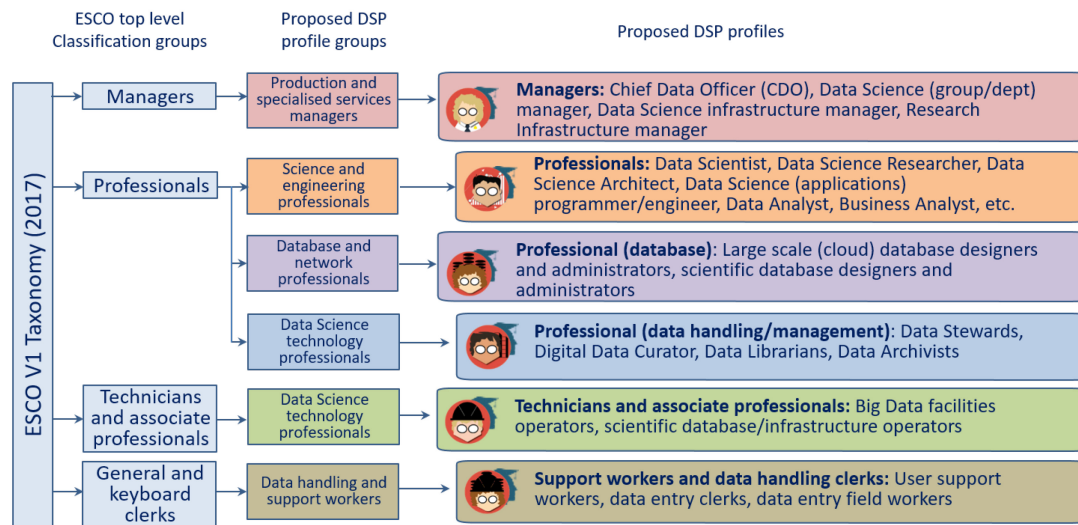 ESCO top level
Classification groups
Proposed DSP
profile groups
Proposed DSP profiles
ESCO V1 Taxonomy (2017)
Managers
Production and
specialised services
managers
Managers: Chief Data Officer (CDO), Data Science (group/dept)
manager, Data Science infrastructure manager, Research
Infrastructure manager
Professionals
Science and
engineering
professionals
Professionals: Data Scientist, Data Science Researcher, Data
Science Architect, Data Science (applications)
programmer/engineer, Data Analyst, Business Analyst, etc.
Database and
network
professionals
Professional (database): Large scale (cloud) database designers
and administrators, scientific database designers and
administrators
Data Science
technology
professionals
Professional (data handling/management): Data Stewards,
Digital Data Curator, Data Librarians, Data Archivists
Technicians
and associate
professionals
Data Science
technology
professionals
Technicians and associate professionals: Big Data facilities
operators, scientific database/infrastructure operators
General and
keyboard
clerks
Data handling and
support workers
Support workers and data handling clerks: User support
workers, data entry clerks, data entry field workers